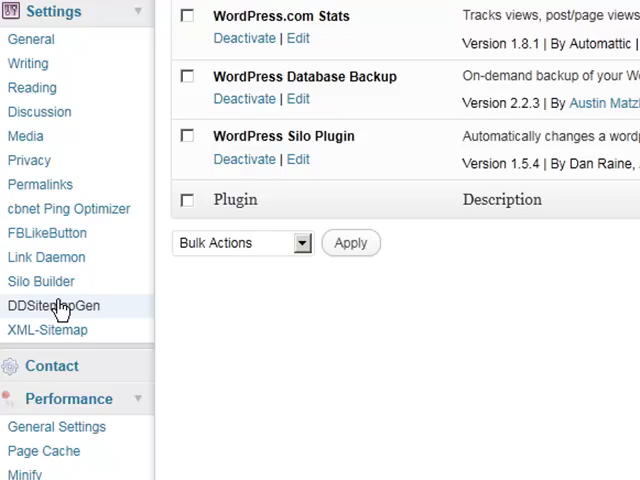 Settings
General
Writing
Reading
Discussion
Media
Privacy
Permalinks
cbnet Ping Optimizer
FBLikeButton
Link Daemon
Silo Builder
XML-Sitemap
Contact
Performance
General Settings
Page Cache
Minify
WordPress.com Stats
Tracks views, post/page views
Deactivate | Edit
Version 1.8.1 | By Automattic |
WordPress Database Backup
On-demand backup of your
Deactivate | Edit
Version 2.2.3 | By Austin
WordPress Silo Plugin
Automatically changes a
Deactivate | Edit
Version 1.5.4 | By Dan Raine,
Plugin
Description
Bulk Actions
Apply